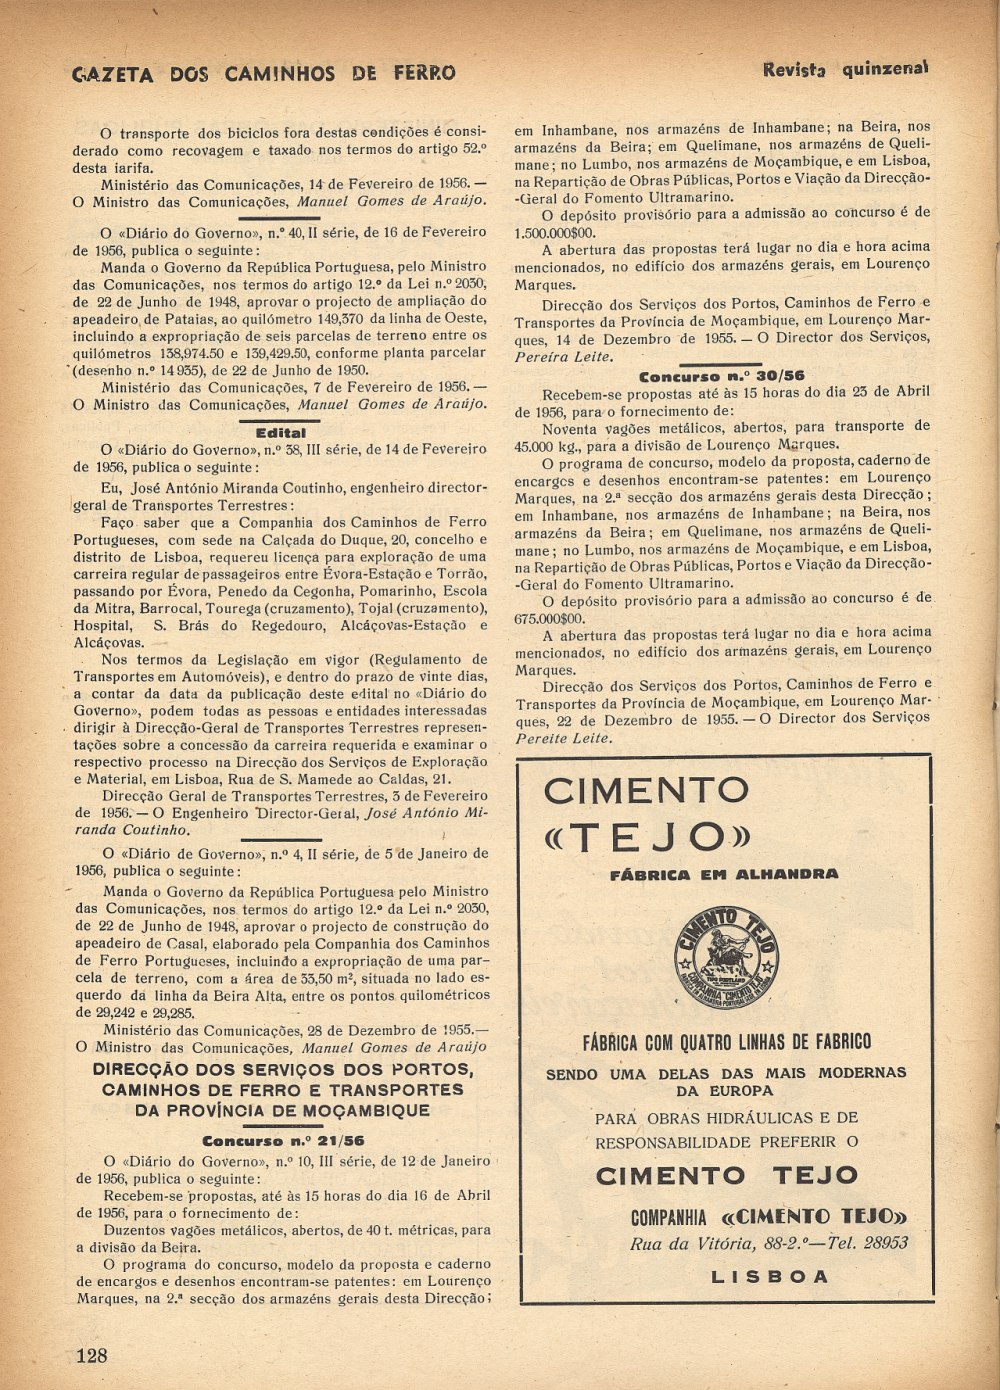 GAZETA DOS CAMINHOS DE FERRO
Revista quinzenal
O transporte dos biciclos fora destas condições é consi-
derado como recovagem e taxado nos termos do artigo 52.º
desta iarifa.
Ministério das Comunicações, 14 de Fevereiro de 1956. —
O Ministro das Comunicações, Manuel Gomes de Araújo.
O «Diário do Governo», n.º 40, II série, de 16 de Fevereiro
de 1956, publica o seguinte:
Manda o Governo da República Portuguesa, pelo Ministro
das Comunicações, nos termos do artigo 12.º da Lei n.º 2030,
de 22 de Junho de 1948, aprovar o projecto de ampliação do
apeadeiro de Pataias, ao quilómetro 149,370 da linha de Oeste,
incluindo a expropriação de seis parcelas de terreno entre os
quilómetros 138,974.50 e 139,429.50, conforme planta parcelar
(desenho n.º 14935), de 22 de Junho de 1950.
Ministério das Comunicações, 7 de Fevereiro de 1956. —
O Ministro das Comunicações, Manuel Gomes de Araújo.
Edital
O «Diário do Governo», n.º 38, III série, de 14 de Fevereiro
de 1956, publica o seguinte:
Eu, José António Miranda Coutinho, engenheiro director-
geral de Transportes Terrestres:
Faço saber que a Companhia dos Caminhos de Ferro
Portugueses, com sede na Calçada do Duque, 20, concelho e
distrito de Lisboa, requereu licença para exploração de uma
carreira regular de passageiros entre Évora-Estação e Torrão,
passando por Évora, Penedo da Cegonha, Pomarinho, Escola
da Mitra, Barrocal, Tourega (cruzamento), Tojal (cruzamento),
Hospital, S. Brás do Regedouro, Alcáçovas-Estação e
Alcáçovas.
Nos termos da Legislação em vigor (Regulamento de
Transportes em Automóveis), e dentro do prazo de vinte dias,
a contar da data da publicação deste edital no «Diário do
Governo», podem todas as pessoas e entidades interessadas
dirigir à Direcção-Geral de Transportes Terrestres represen-
tações sobre a concessão da carreira requerida e examinar o
respectivo processo na Direcção dos Serviços de Exploração
e Material, em Lisboa, Rua de S. Mamede ao Caldas, 21.
Direcção Geral de Transportes Terrestres, 3 de Fevereiro
de 1956. — O Engenheiro Director-Geral, José António Mi-
randa Coutinho.
O «Diário de Governo», n.º 4, II série, de 5 de Janeiro de
1956, publica o seguinte:
Manda o Governo da República Portuguesa pelo Ministro
das Comunicações, nos termos do artigo 12.º da Lei n.º 2030,
de 22 de Junho de 1948, aprovar o projecto de construção do
apeadeiro de Casal, elaborado pela Companhia dos Caminhos
de Ferro Portugueses, incluindo a expropriação de uma par-
cela de terreno, com a área de 33,50 m², situada no lado es-
querdo da linha da Beira Alta, entre os pontos quilométricos
de 29,242 e 29,285.
Ministério das Comunicações, 28 de Dezembro de 1955.—
O Ministro das Comunicações, Manuel Gomes de Araújo
DIRECÇÃO DOS SERVIÇOS DOS PORTOS,
CAMINHOS DE FERRO E TRANSPORTES
DA PROVÍNCIA DE MOÇAMBIQUE
Concurso n.º 21/56
O «Diário do Governo», n.º 10, III série, de 12 de Janeiro
de 1956, publica o seguinte:
Recebem-se propostas, até às 15 horas do dia 16 de Abril
de 1956, para o fornecimento de:
Duzentos vagões metálicos, abertos, de 40 t. métricas, para
a divisão da Beira.
O programa do concurso, modelo da proposta e caderno
de encargos e desenhos encontram-se patentes: em Lourenço
Marques, na 2.ª secção dos armazéns gerais desta Direcção;
em Inhambane, nos armazéns de Inhambane; na Beira, nos
armazéns da Beira; em Quelimane, nos armazéns de Queli-
mane; no Lumbo, nos armazéns de Moçambique, e em Lisboa,
na Repartição de Obras Públicas, Portos e Viação da Direcção-
-Geral do Fomento Ultramarino.
O depósito provisório para a admissão ao concurso é de
1.500.000$00.
A abertura das propostas terá lugar no dia e hora acima
mencionados, no edifício dos armazéns gerais, em Lourenço
Marques.
Direcção dos Serviços dos Portos, Caminhos de Ferro e
Transportes da Província de Moçambique, em Lourenço Mar-
ques, 14 de Dezembro de 1955. — O Director dos Serviços,
Pereira Leite.
Concurso n.º 30/56
Recebem-se propostas até às 15 horas do dia 23 de Abril
de 1956, para o fornecimento de:
Noventa vagões metálicos, abertos, para transporte de
45.000 kg., para a divisão de Lourenço Marques.
O programa de concurso, modelo da proposta, caderno de
encargos e desenhos encontram-se patentes: em Lourenço
Marques, na 2.ª secção dos armazéns gerais desta Direcção;
em Inhambane, nos armazéns de Inhambane; na Beira, nos
armazéns da Beira; em Quelimane, nos armazéns de Queli-
mane; no Lumbo, nos armazéns de Moçambique, e em Lisboa,
na Repartição de Obras Públicas, Portos e Viação da Direcção-
-Geral do Fomento Ultramarino.
O depósito provisório para a admissão ao concurso é de
675.000$00.
A abertura das propostas terá lugar no dia e hora acima
mencionados, no edifício dos armazéns gerais, em Lourenço
Marques.
Direcção dos Serviços dos Portos, Caminhos de Ferro e
Transportes da Província de Moçambique, em Lourenço Mar-
ques, 22 de Dezembro de 1955. — O Director dos Serviços
Pereite Leite.
CIMENTO
«TEJO»
FÁBRICA EM ALHANDRA
CIMENTO TEJO
COMPANHIA "CIMENTO TEJO"
FÁBRICA COM QUATRO LINHAS DE FABRICO
SENDO UMA DELAS DAS MAIS MODERNAS
DA EUROPA
PARA OBRAS HIDRÁULICAS E DE
RESPONSABILIDADE PREFERIR O
CIMENTO TEJO
COMPANHIA «CIMENTO TEJO»
Rua da Vitória, 88-2.º—Tel. 28953
LISBOA
128